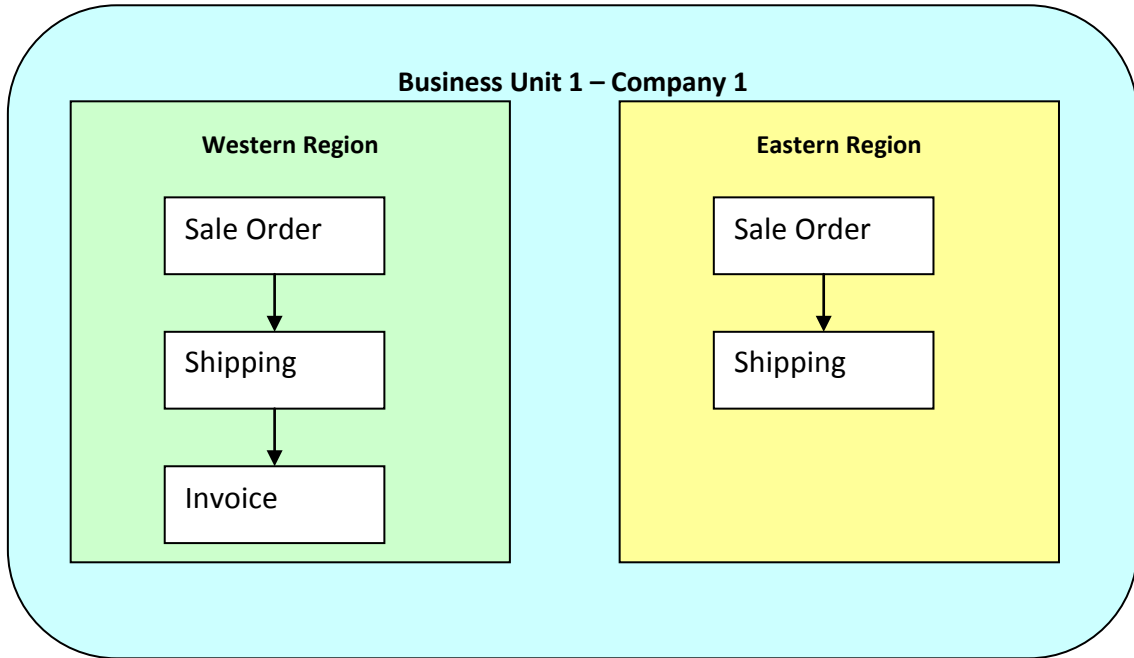 Business Unit 1 – Company 1
Western Region
Sale Order
Shipping
Invoice
Eastern Region
Sale Order
Shipping